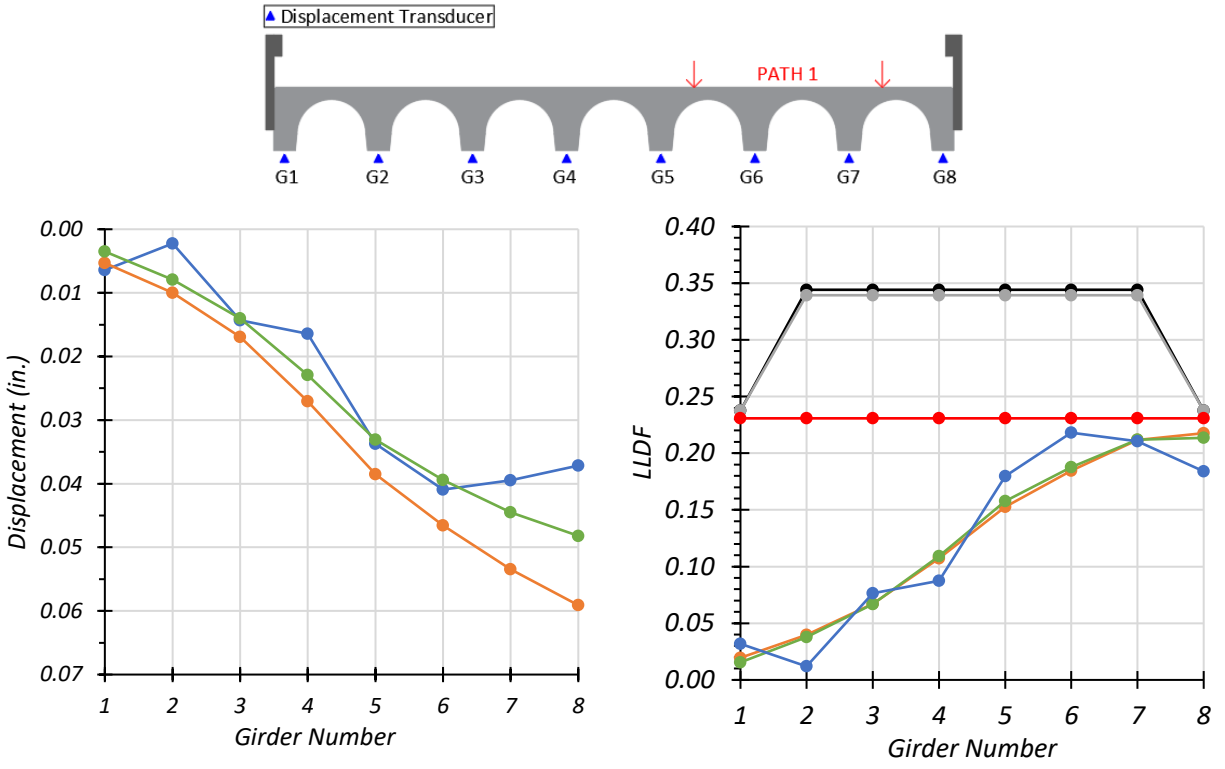 ▲ Displacement Transducer
PATH 1
G1 G2 G3 G4 G5 G6 G7 G8
0.00
0.01
0.02
0.03
0.04
0.05
0.06
0.07
Displacement (in.)
1 2 3 4 5 6 7 8
Girder Number
0.40
0.35
0.30
0.25
0.20
0.15
0.10
0.05
0.00
LLDF
1 2 3 4 5 6 7 8
Girder Number